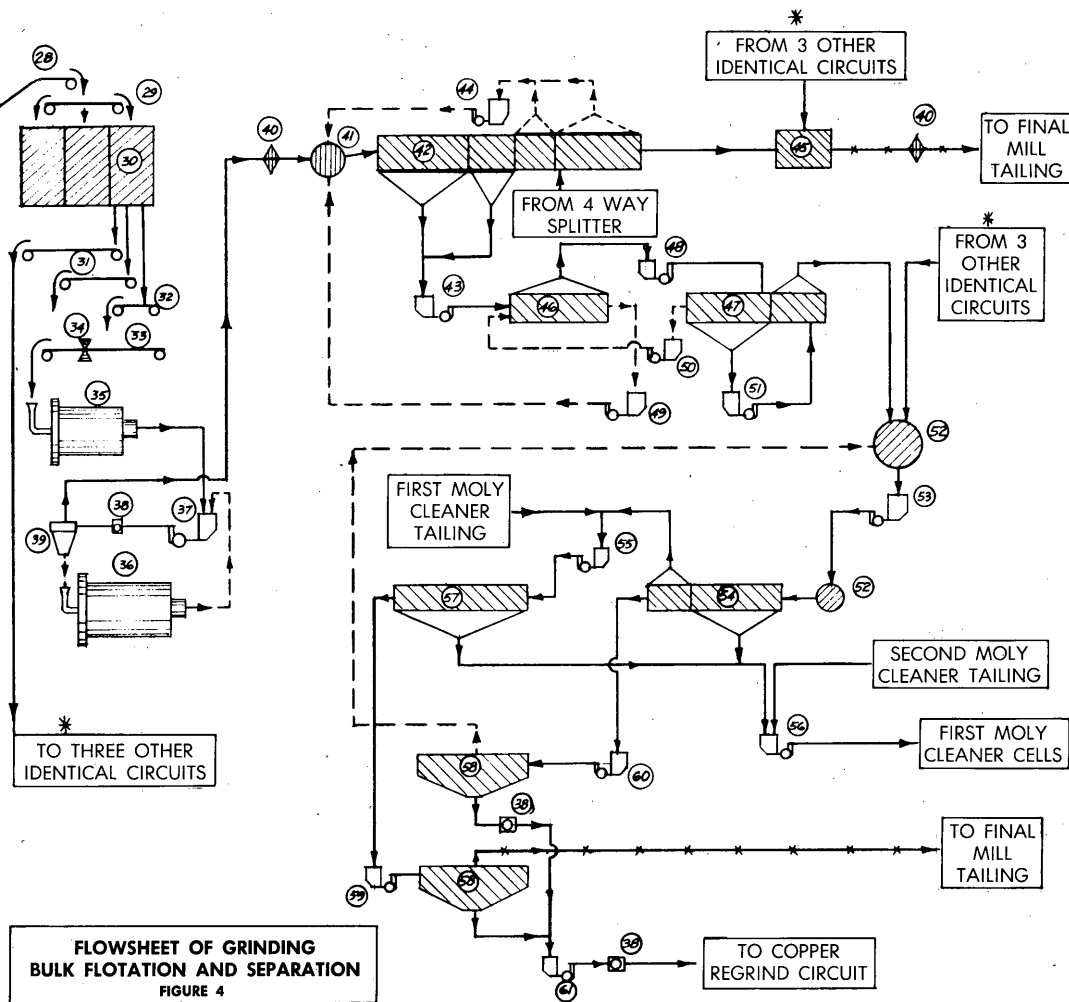 *
FROM 3 OTHER
IDENTICAL CIRCUITS
28
29
44
30
40
41
42
45
40
TO FINAL
MILL
TAILING
FROM 4 WAY
SPLITTER
*
FROM 3
OTHER
IDENTICAL
CIRCUITS
31
32
34
33
43
46
48
47
50
49
51
35
52
37
38
39
36
FIRST MOLY
CLEANER
TAILING
53
55
57
54
52
SECOND MOLY
CLEANER TAILING
56
FIRST MOLY
CLEANER CELLS
*
TO THREE OTHER
IDENTICAL CIRCUITS
58
60
38
TO FINAL
MILL
TAILING
59
58
FLOWSHEET OF GRINDING
BULK FLOTATION AND SEPARATION
FIGURE 4
61
38
TO COPPER
REGRIND CIRCUIT